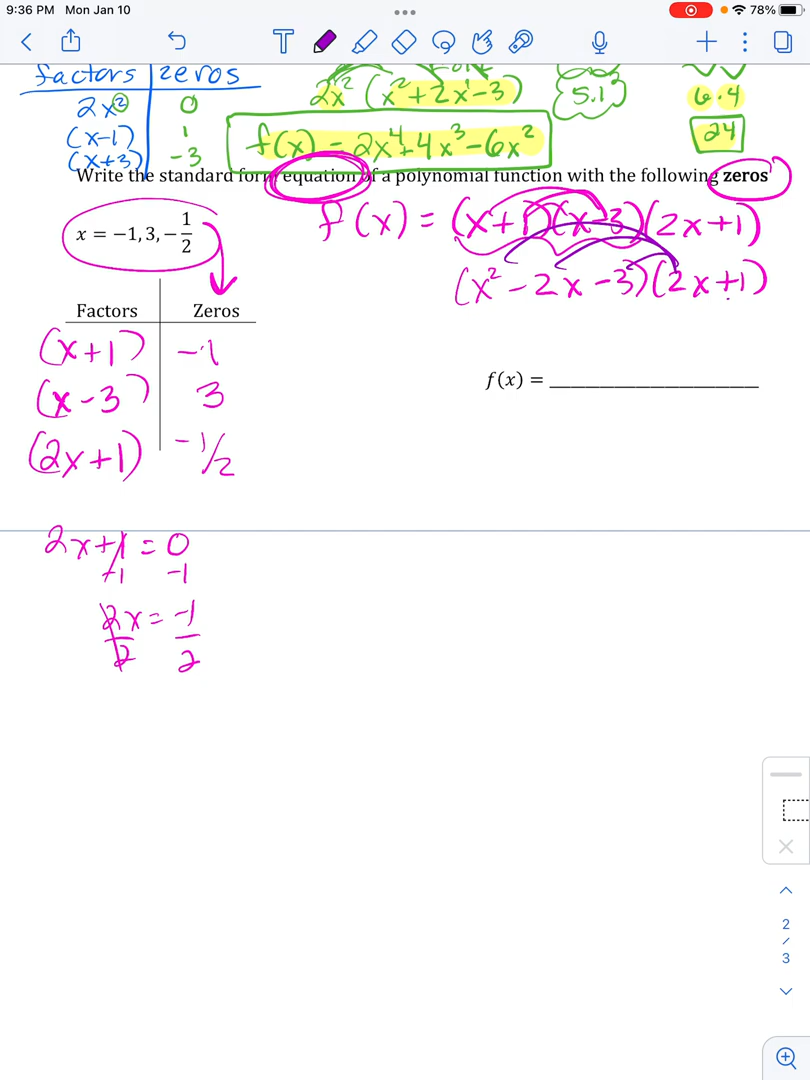 9:36 PM Mon Jan 10
78%
T
factors zeros
2x² 0
(x-1) 1
(x+3) -3
2x² (x²+2x-3)
f(x) = 2x⁴+4x³-6x²
5.1
6·4
24
Write the standard form equation of a polynomial function with the following zeros
x = −1, 3, −1/2
f(x) = (x+1)(x-3)(2x+1)
(x²-2x-3)(2x+1)
Factors Zeros
(x+1) -1
(x-3) 3
(2x+1) -1/2
f(x) = ____________________
2x+1=0
-1 -1
2x = -1
2 2
2
/
3